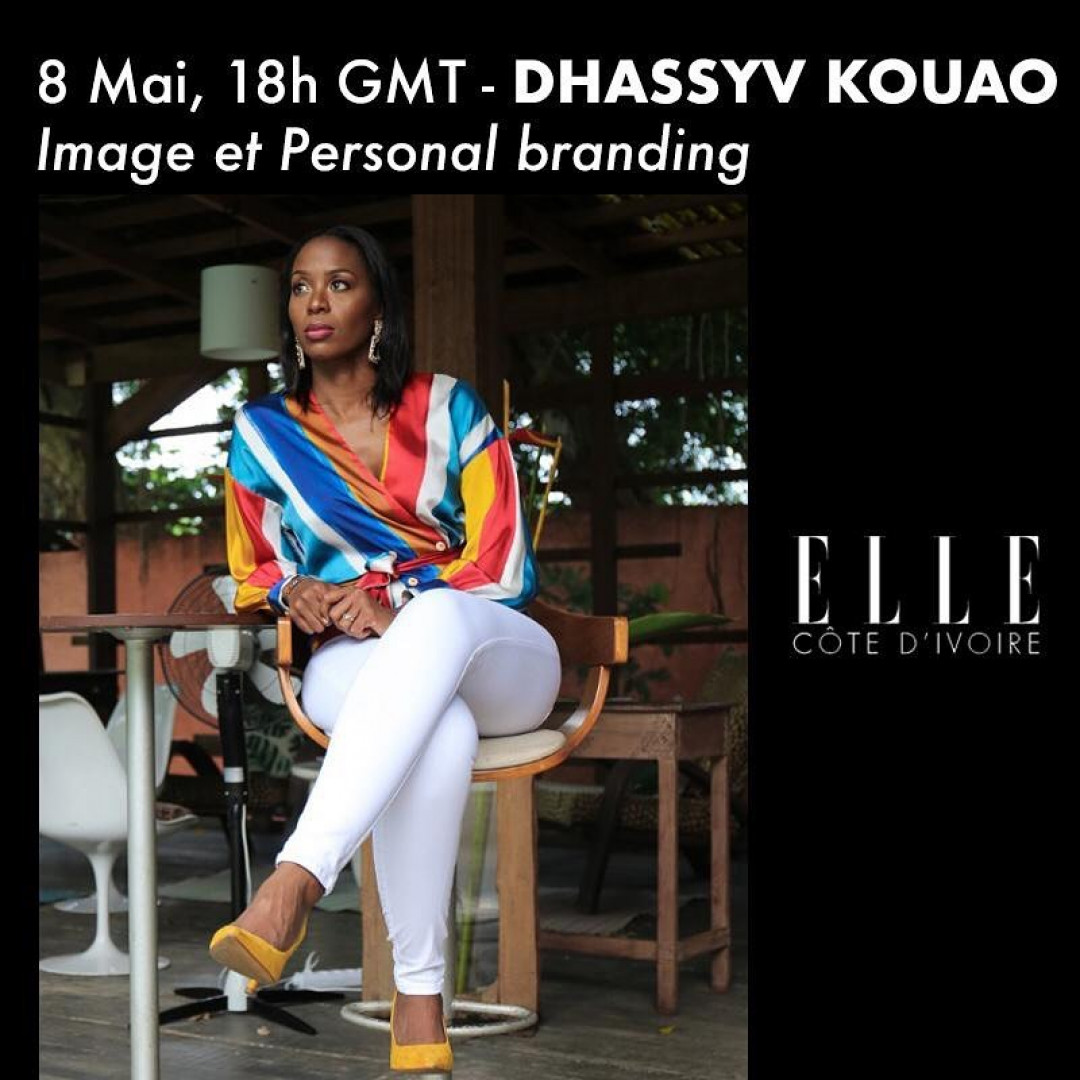 8 Mai, 18h GMT - DHASSYV KOUAO
Image et Personal branding
ELLE
CÔTE D'IVOIRE